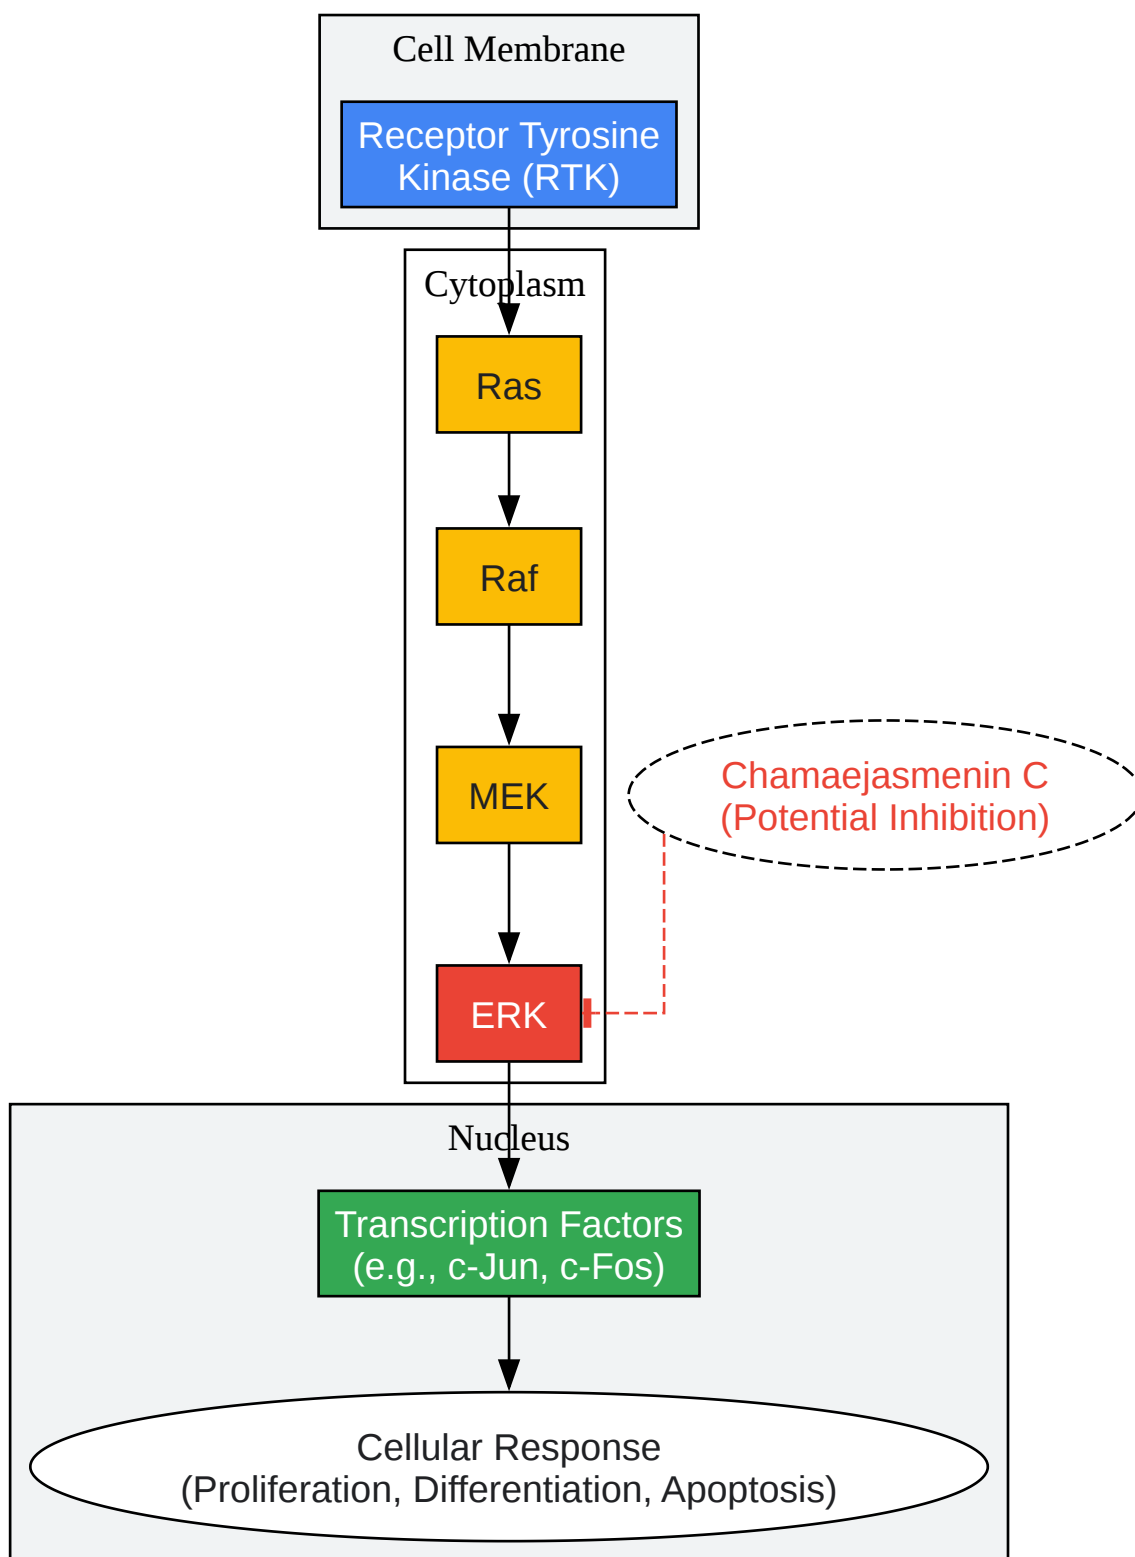 Cell Membrane
Receptor Tyrosine
Kinase (RTK)
Cytoplasm
Ras
Raf
MEK
Chamaejasmenin C
(Potential Inhibition)
ERK
Nucleus
Transcription Factors
(e.g., c-Jun, c-Fos)
Cellular Response
(Proliferation, Differentiation, Apoptosis)